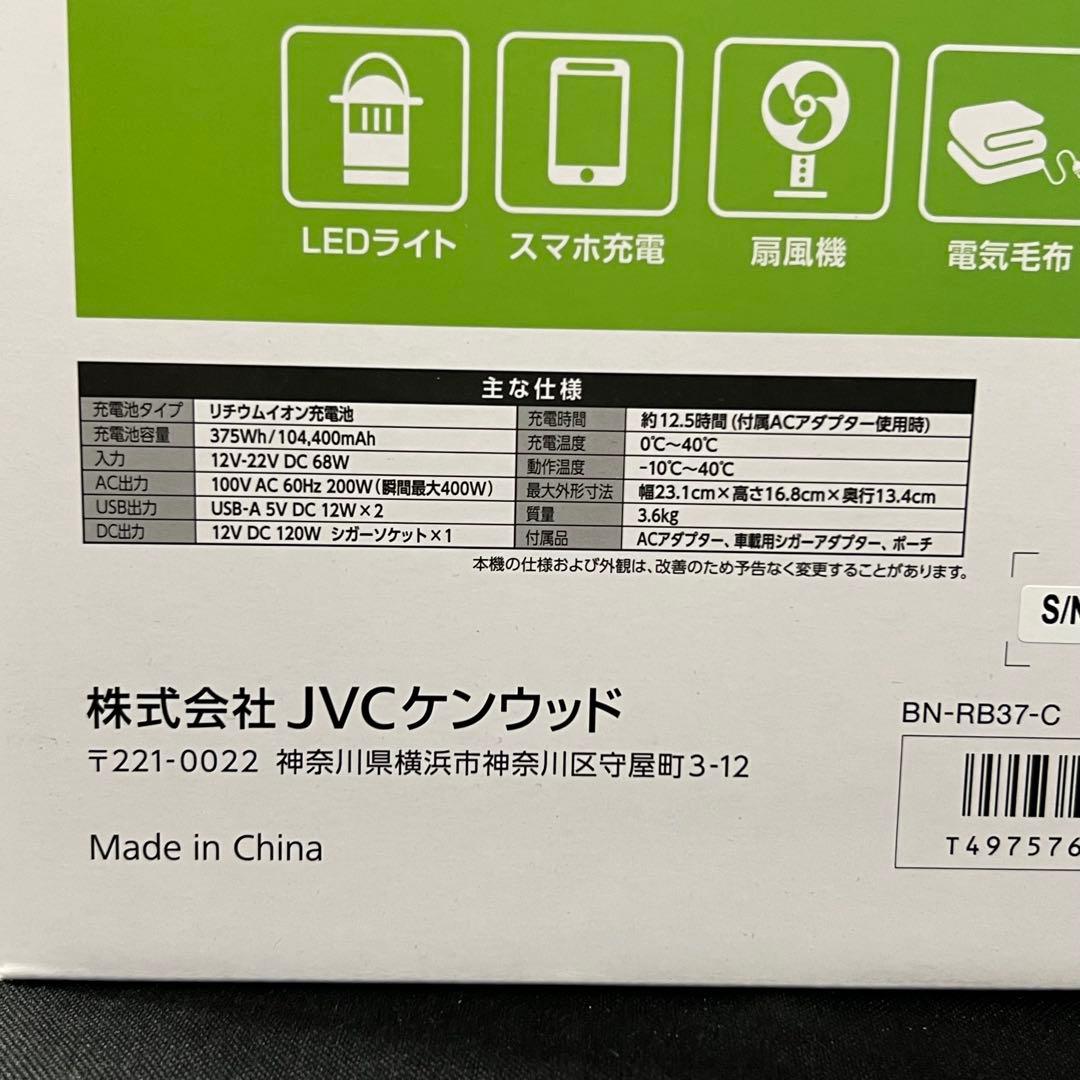 LEDライト スマホ充電 扇風機 電気毛布
主な仕様
充電池タイプ リチウムイオン充電池 充電時間 約12.5時間(付属ACアダプター使用時)
充電池容量 375Wh/104,400mAh 充電温度 0℃〜40℃
入力 12V-22V DC 68W 動作温度 -10℃〜40℃
AC出力 100V AC 60Hz 200W(瞬間最大400W) 最大外形寸法 幅23.1cm×高さ16.8cm×奥行13.4cm
USB出力 USB-A 5V DC 12W×2 質量 3.6kg
DC出力 12V DC 120W シガーソケット×1 付属品 ACアダプター、車載用シガーアダプター、ポーチ
本機の仕様および外観は、改善のため予告なく変更することがあります。
S/N
株式会社 JVCケンウッド
BN-RB37-C
〒221-0022 神奈川県横浜市神奈川区守屋町3-12
T497576
Made in China